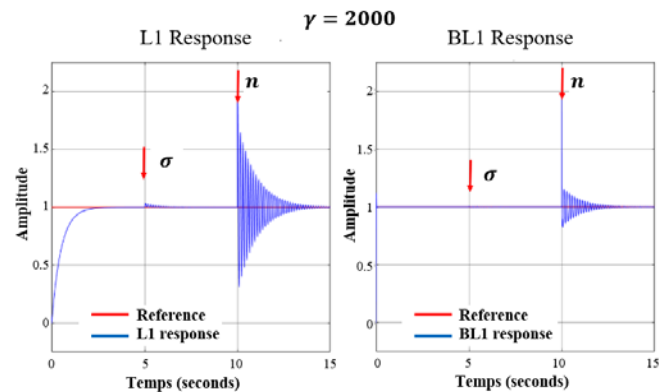 γ = 2000
L1 Response
BL1 Response
n
n
2
2
1.5
1.5
σ
σ
Amplitude
Amplitude
1
1
0.5
0.5
Reference
Reference
0
L1 response
0
BL1 response
0
5
10
15
0
5
10
15
Temps (seconds)
Temps (seconds)